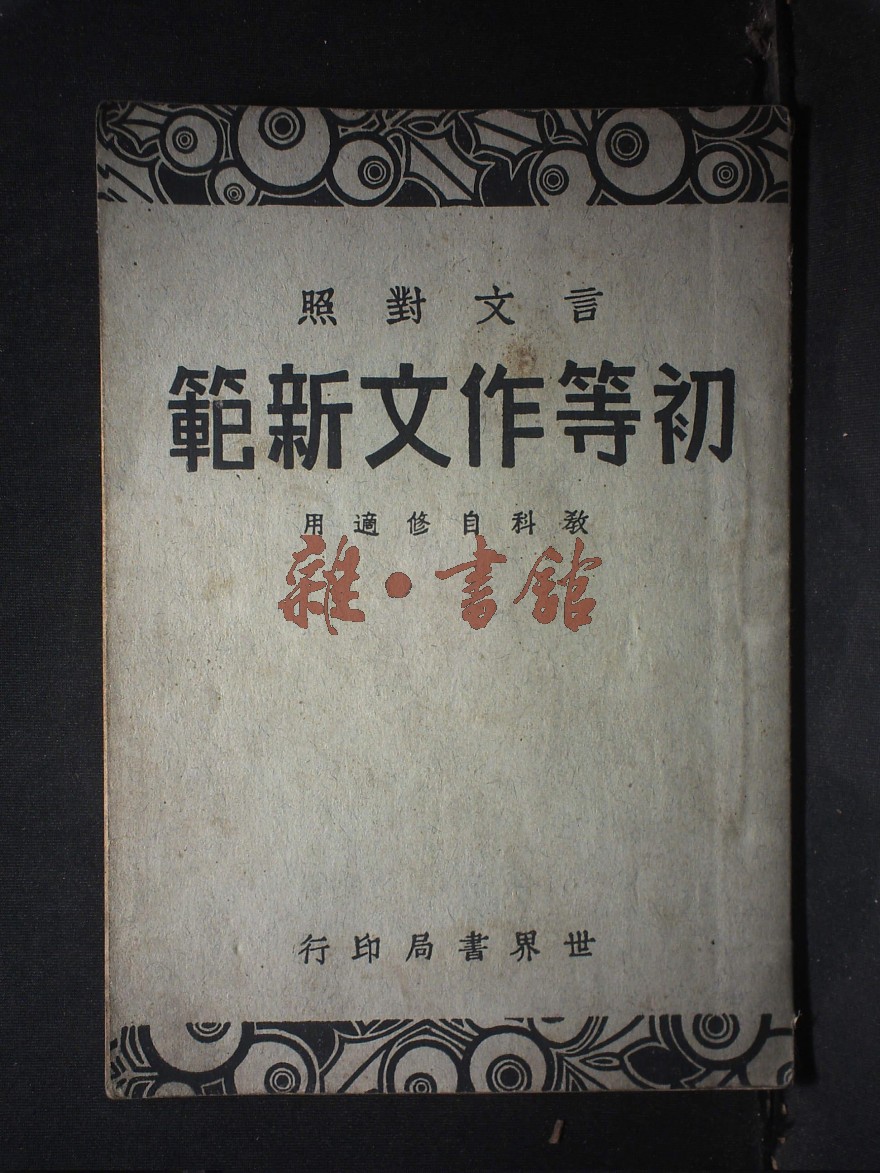 言文對照
初等作文新範
教科自修適用
雜·書館
世界書局印行